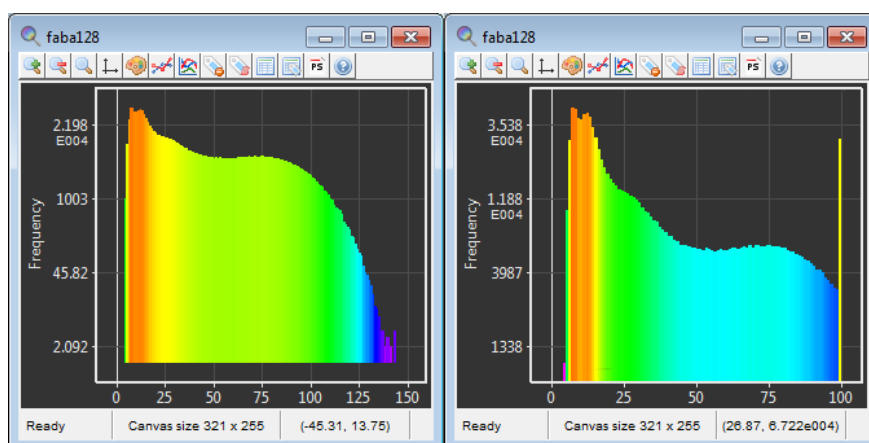 faba128
PS
2.198
E004
1003
45.82
2.092
Frequency
0 25 50 75 100 125 150
Ready Canvas size 321 x 255 (-45.31, 13.75)
faba128
PS
3.538
E004
1.188
E004
3987
1338
Frequency
0 25 50 75 100
Ready Canvas size 321 x 255 (26.87, 6.722e004)